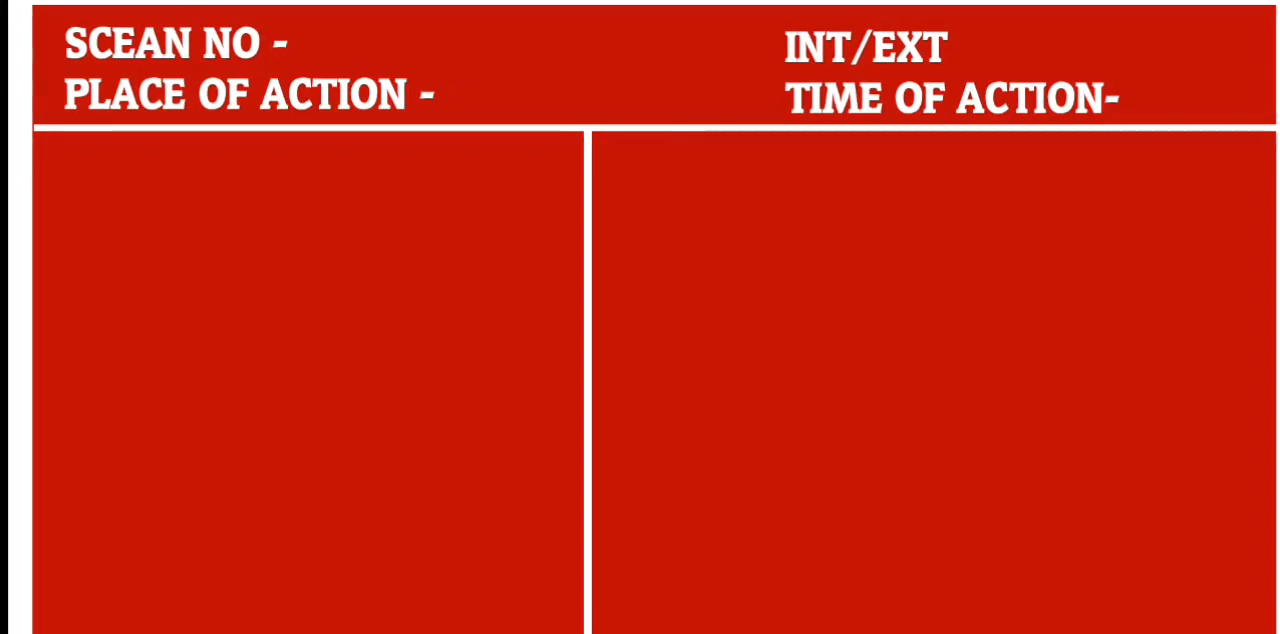 SCEAN NO -
PLACE OF ACTION -
INT/EXT
TIME OF ACTION-